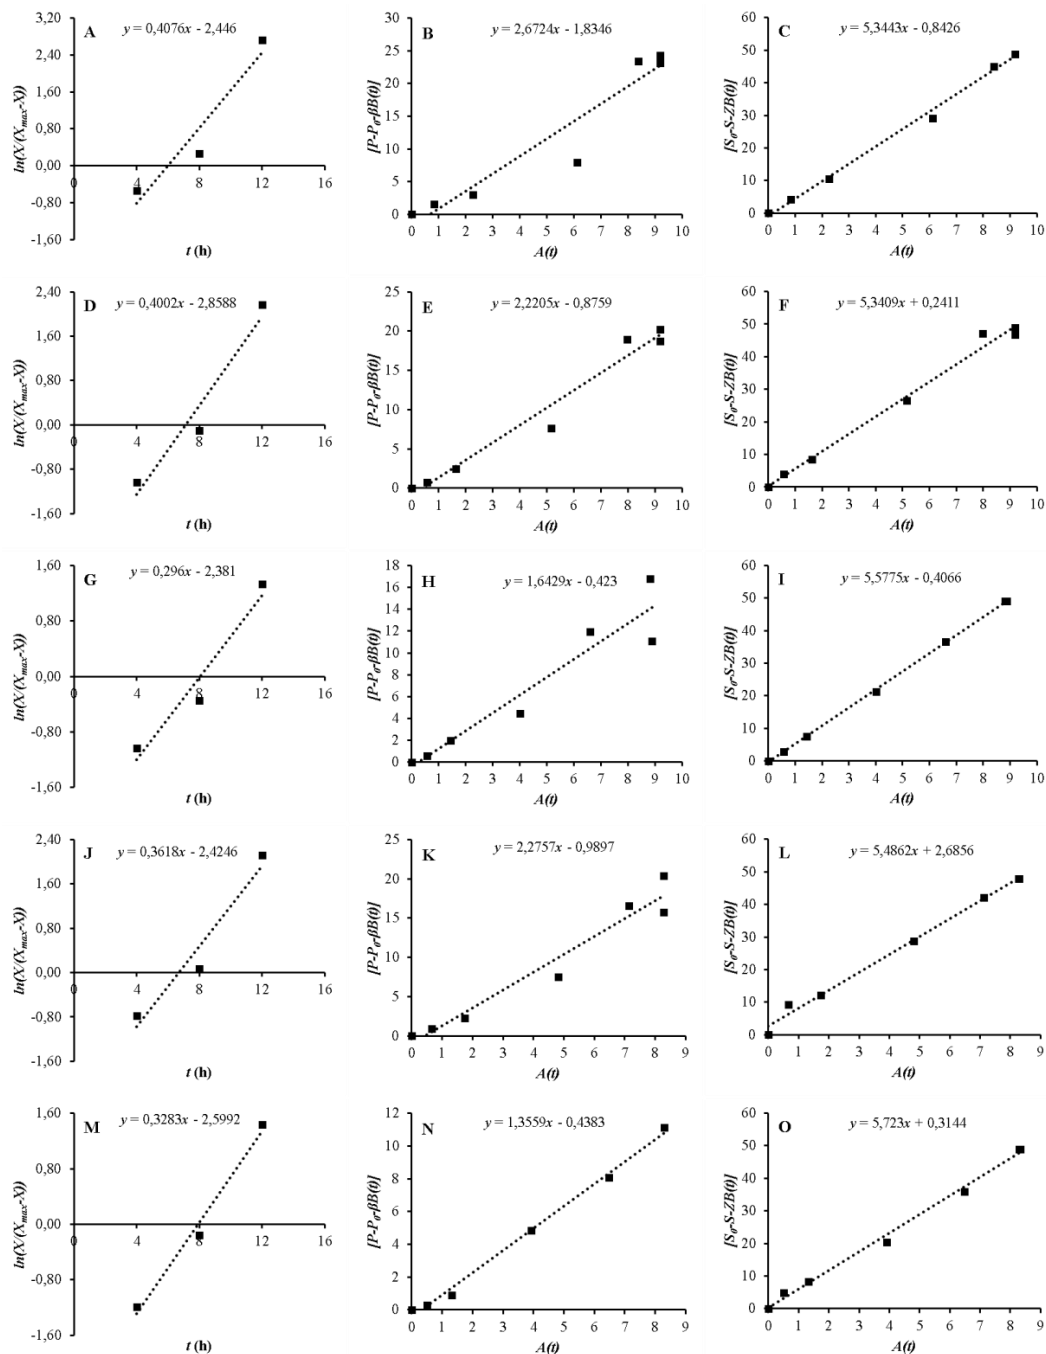 A
y = 0,4076x - 2,446
3,20
2,40
1,60
0,80
0,00
-0,80
-1,60
0 4 8 12 16
ln(X/(Xmax-X))
t (h)
B
y = 2,6724x - 1,8346
30
25
20
15
10
5
0
0 1 2 3 4 5 6 7 8 9 10
[P-P0-βB(t)]
A(t)
C
y = 5,3443x - 0,8426
60
50
40
30
20
10
0
0 1 2 3 4 5 6 7 8 9 10
[S0-S-ZB(t)]
A(t)
D
y = 0,4002x - 2,8588
2,40
1,60
0,80
0,00
-0,80
-1,60
0 4 8 12 16
ln(X/(Xmax-X))
t (h)
E
y = 2,2205x - 0,8759
25
20
15
10
5
0
0 1 2 3 4 5 6 7 8 9 10
[P-P0-βB(t)]
A(t)
F
y = 5,3409x + 0,2411
60
50
40
30
20
10
0
0 1 2 3 4 5 6 7 8 9 10
[S0-S-ZB(t)]
A(t)
G
y = 0,296x - 2,381
1,60
0,80
0,00
-0,80
-1,60
0 4 8 12 16
ln(X/(Xmax-X))
t (h)
H
y = 1,6429x - 0,423
18
16
14
12
10
8
6
4
2
0
0 1 2 3 4 5 6 7 8 9 10
[P-P0-βB(t)]
A(t)
I
y = 5,5775x - 0,4066
60
50
40
30
20
10
0
0 1 2 3 4 5 6 7 8 9 10
[S0-S-ZB(t)]
A(t)
J
y = 0,3618x - 2,4246
2,40
1,60
0,80
0,00
-0,80
-1,60
0 4 8 12 16
ln(X/(Xmax-X))
t (h)
K
y = 2,2757x - 0,9897
25
20
15
10
5
0
0 1 2 3 4 5 6 7 8 9
[P-P0-βB(t)]
A(t)
L
y = 5,4862x + 2,6856
60
50
40
30
20
10
0
0 1 2 3 4 5 6 7 8 9
[S0-S-ZB(t)]
A(t)
M
y = 0,3283x - 2,5992
1,60
0,80
0,00
-0,80
-1,60
0 4 8 12 16
ln(X/(Xmax-X))
t (h)
N
y = 1,3559x - 0,4383
12
10
8
6
4
2
0
0 1 2 3 4 5 6 7 8 9
[P-P0-βB(t)]
A(t)
O
y = 5,723x + 0,3144
60
50
40
30
20
10
0
0 1 2 3 4 5 6 7 8 9
[S0-S-ZB(t)]
A(t)